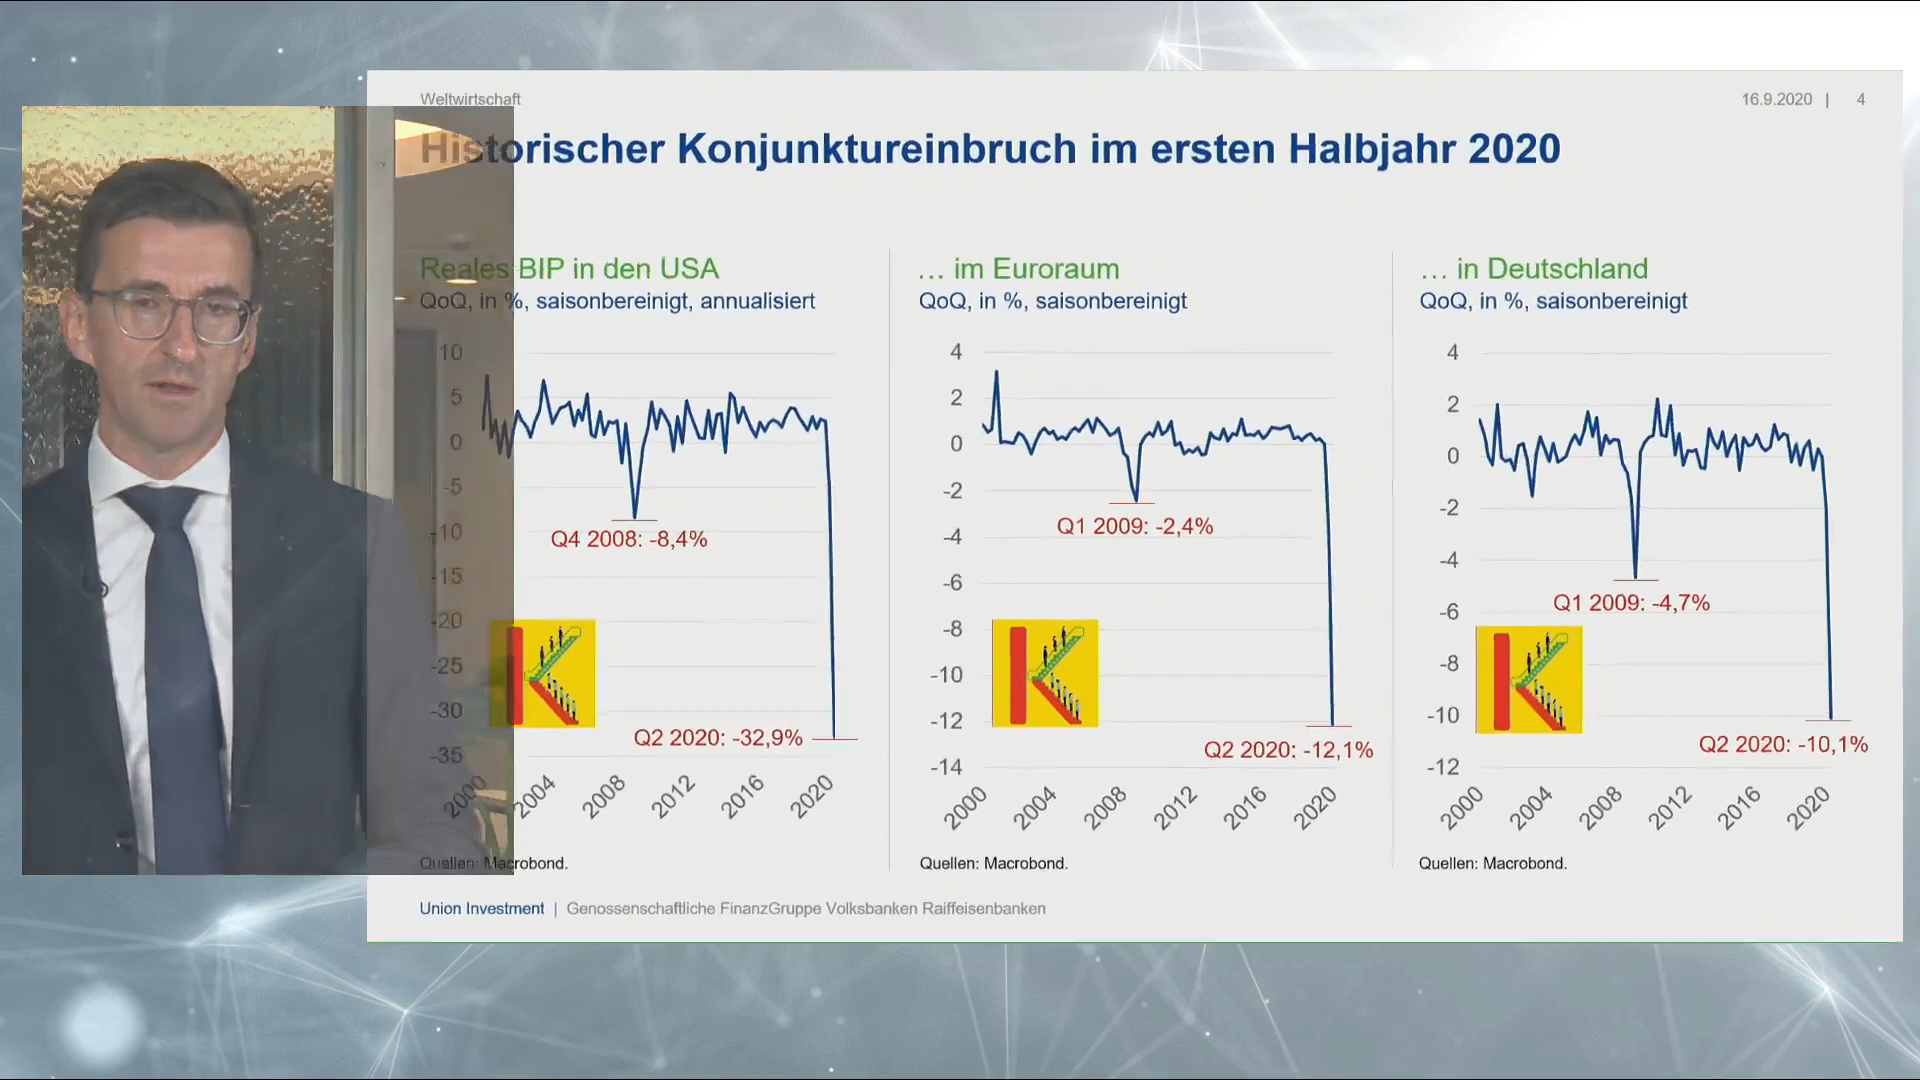 Weltwirtschaft
16.9.2020 | 4
Historischer Konjunktureinbruch im ersten Halbjahr 2020
Reales BIP in den USA
QoQ, in %, saisonbereinigt, annualisiert
10
5
0
-5
-10
-15
-20
-25
-30
-35
Q4 2008: -8,4%
K
Q2 2020: -32,9%
2000 2004 2008 2012 2016 2020
Quellen: Macrobond.
… im Euroraum
QoQ, in %, saisonbereinigt
4
2
0
-2
-4
-6
-8
-10
-12
-14
Q1 2009: -2,4%
K
Q2 2020: -12,1%
2000 2004 2008 2012 2016 2020
Quellen: Macrobond.
… in Deutschland
QoQ, in %, saisonbereinigt
4
2
0
-2
-4
-6
-8
-10
-12
Q1 2009: -4,7%
K
Q2 2020: -10,1%
2000 2004 2008 2012 2016 2020
Quellen: Macrobond.
Union Investment | Genossenschaftliche FinanzGruppe Volksbanken Raiffeisenbanken